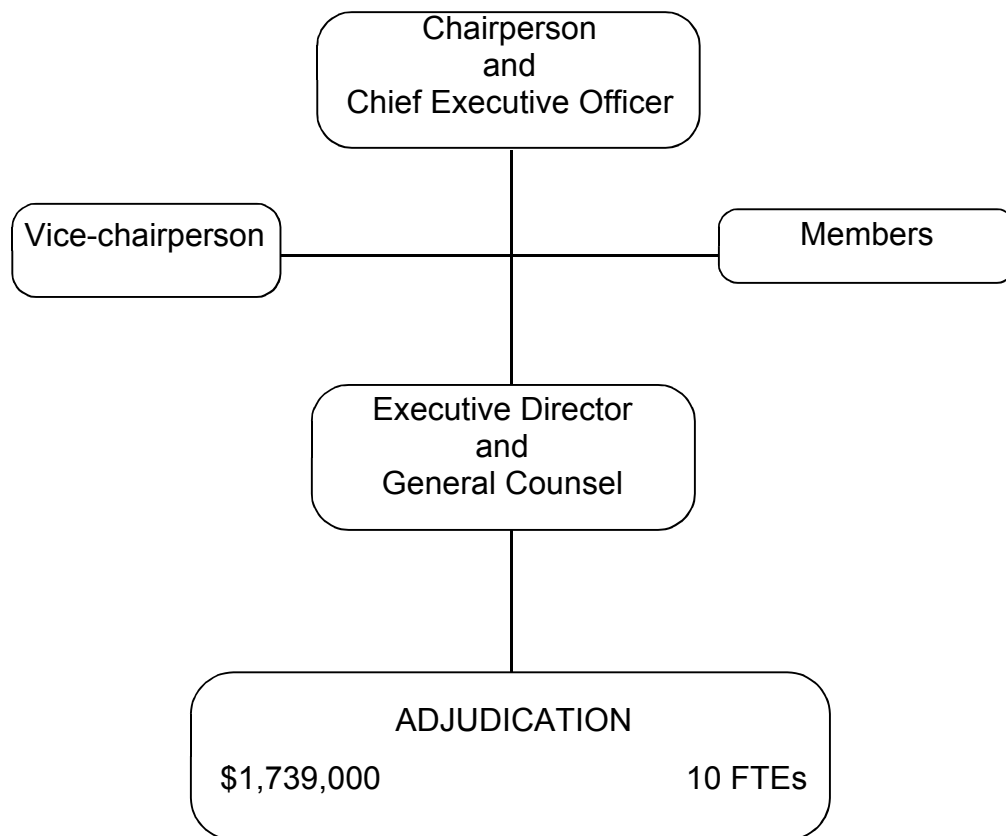 Chairperson
and
Chief Executive Officer
Vice-chairperson
Members
Executive Director
and
General Counsel
ADJUDICATION
$1,739,000 10 FTEs